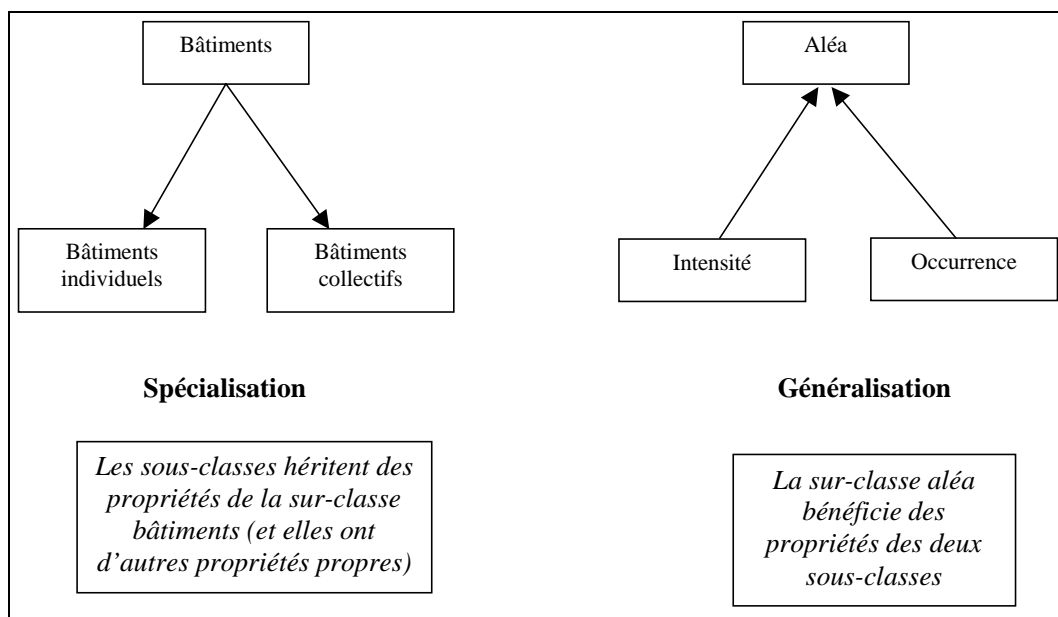 Bâtiments
Bâtiments
individuels
Bâtiments
collectifs
Spécialisation
Les sous-classes héritent des
propriétés de la sur-classe
bâtiments (et elles ont
d’autres propriétés propres)
Aléa
Intensité
Occurrence
Généralisation
La sur-classe aléa
bénéficie des
propriétés des deux
sous-classes